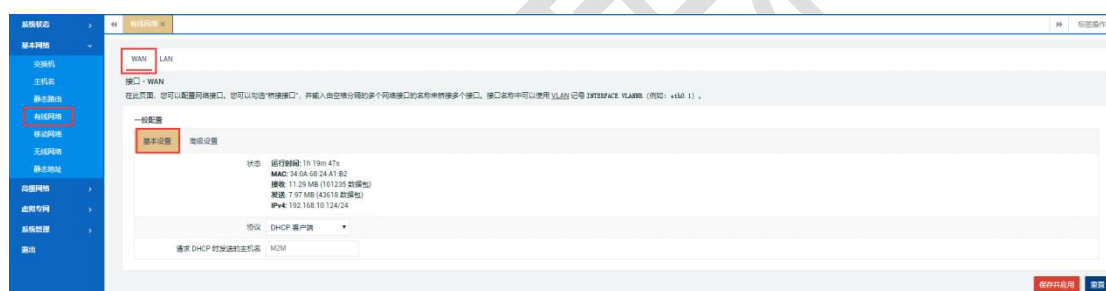 系统状态
有线网络 ×
标签操作
基本网络
交换机
主机名
静态路由
有线网络
移动网络
无线网络
静态地址
高级网络
虚拟专网
系统管理
退出
WAN LAN
接口 - WAN
在此页面，您可以配置网络接口。您可以勾选"桥接接口"，并输入由空格分隔的多个网络接口的名称来桥接多个接口。接口名称中可以使用 VLAN 记号 INTERFACE.VLANNR (例如: eth0.1) 。
一般配置
基本设置 高级设置
状态
运行时间: 1h 19m 47s
MAC: 34:0A:68:24:A1:B2
接收: 11.29 MB (101235 数据包)
发送: 7.97 MB (43618 数据包)
IPv4: 192.168.10.124/24
协议 DHCP 客户端
请求 DHCP 时发送的主机名 M2M
保存并应用 重置